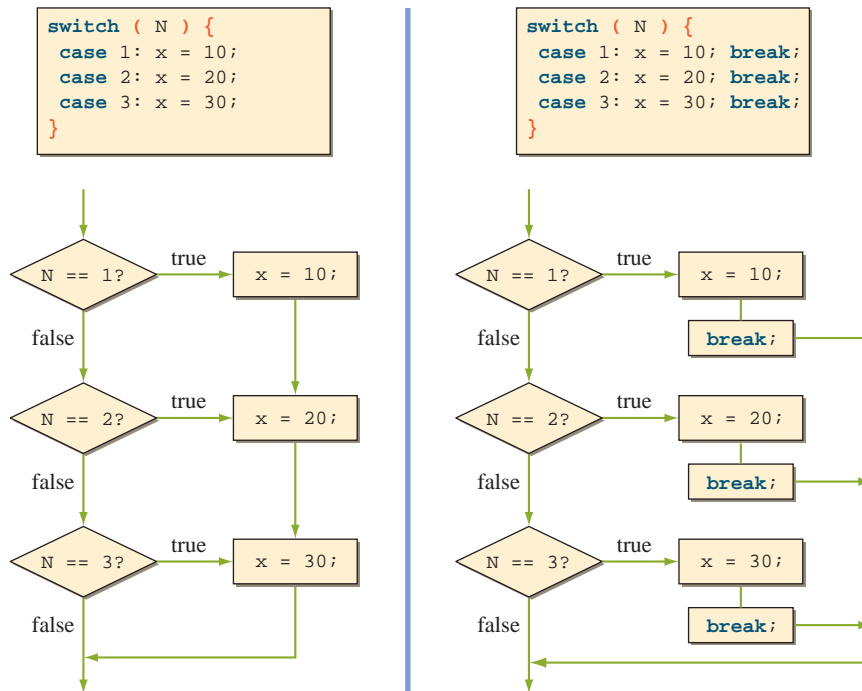 switch ( N ) {
case 1: x = 10;
case 2: x = 20;
case 3: x = 30;
}
N == 1?
true
x = 10;
false
N == 2?
true
x = 20;
false
N == 3?
true
x = 30;
false
switch ( N ) {
case 1: x = 10; break;
case 2: x = 20; break;
case 3: x = 30; break;
}
N == 1?
true
x = 10;
break;
false
N == 2?
true
x = 20;
break;
false
N == 3?
true
x = 30;
break;
false